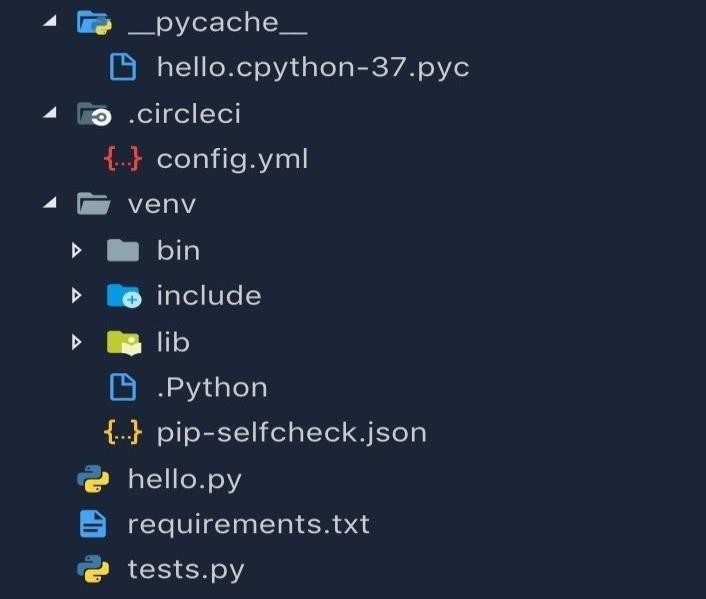 __pycache__
hello.cpython-37.pyc
.circleci
{...} config.yml
venv
bin
include
lib
.Python
{...} pip-selfcheck.json
hello.py
requirements.txt
tests.py